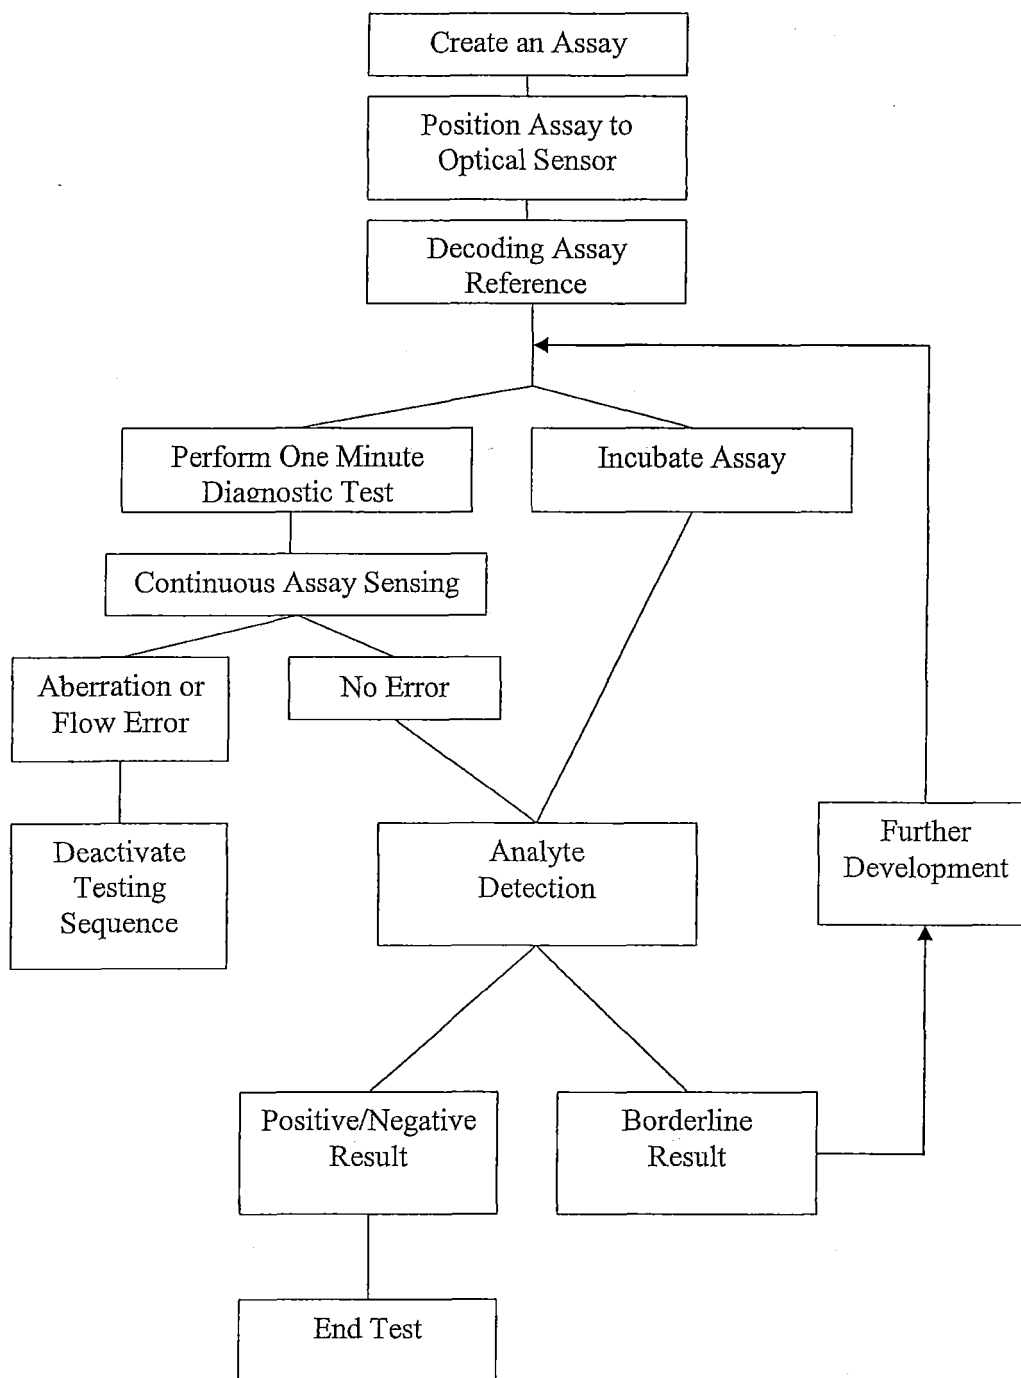 Create an Assay
Position Assay to
Optical Sensor
Decoding Assay
Reference
Perform One Minute
Diagnostic Test
Incubate Assay
Continuous Assay Sensing
Aberration or
Flow Error
No Error
Deactivate
Testing
Sequence
Analyte
Detection
Further
Development
Positive/Negative
Result
Borderline
Result
End Test